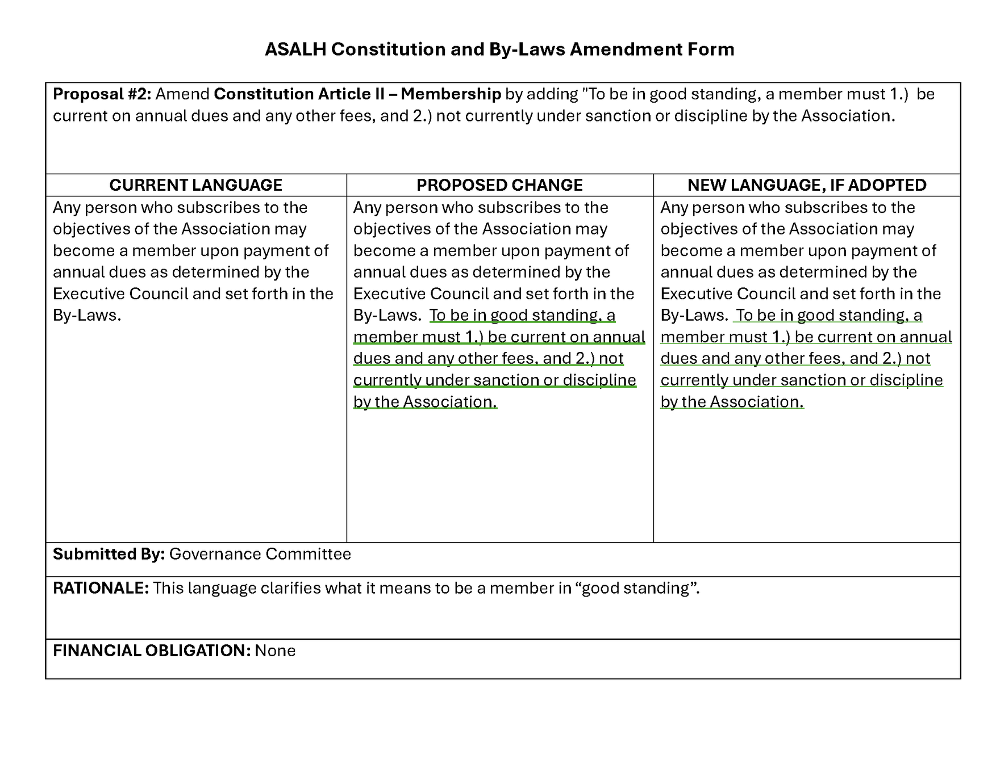 ASALH Constitution and By-Laws Amendment Form
Proposal #2: Amend Constitution Article II – Membership by adding "To be in good standing, a member must 1.)  be
current on annual dues and any other fees, and 2.) not currently under sanction or discipline by the Association.
CURRENT LANGUAGE
Any person who subscribes to the
objectives of the Association may
become a member upon payment of
annual dues as determined by the
Executive Council and set forth in the
By-Laws.
PROPOSED CHANGE
Any person who subscribes to the
objectives of the Association may
become a member upon payment of
annual dues as determined by the
Executive Council and set forth in the
By-Laws.  To be in good standing, a
member must 1.) be current on annual
dues and any other fees, and 2.) not
currently under sanction or discipline
by the Association.
NEW LANGUAGE, IF ADOPTED
Any person who subscribes to the
objectives of the Association may
become a member upon payment of
annual dues as determined by the
Executive Council and set forth in the
By-Laws.  To be in good standing, a
member must 1.) be current on annual
dues and any other fees, and 2.) not
currently under sanction or discipline
by the Association.
Submitted By: Governance Committee
RATIONALE: This language clarifies what it means to be a member in “good standing”.
FINANCIAL OBLIGATION: None